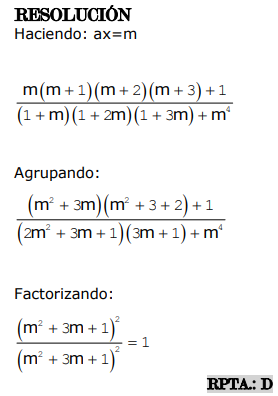 RESOLUCIÓN
Haciendo: ax=m
m(m + 1)(m + 2)(m + 3) + 1
(1 + m)(1 + 2m)(1 + 3m) + m⁴
Agrupando:
(m² + 3m)(m² + 3 + 2) + 1
(2m² + 3m + 1)(3m + 1) + m⁴
Factorizando:
(m² + 3m + 1)²
(m² + 3m + 1)² = 1
RPTA.: D